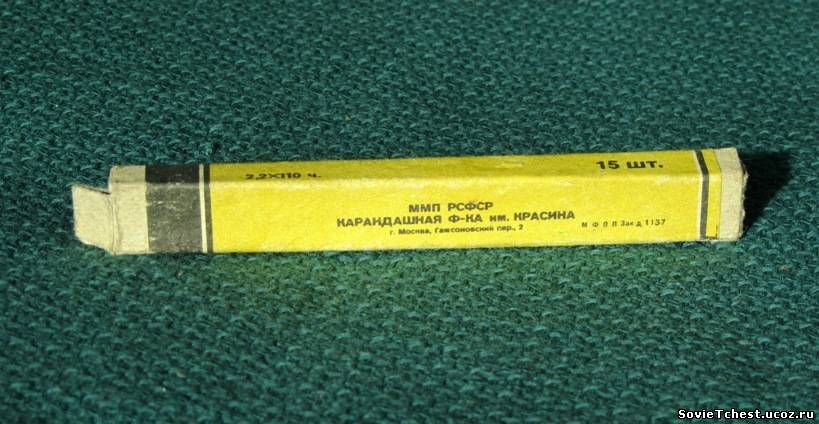 2,2×110 ч.
15 шт.
ММП РСФСР
КАРАНДАШНАЯ Ф-КА им. КРАСИНА
г. Москва, Гамсоновский пер., 2
Зак д 1137
SovieTchest.ucoz.ru